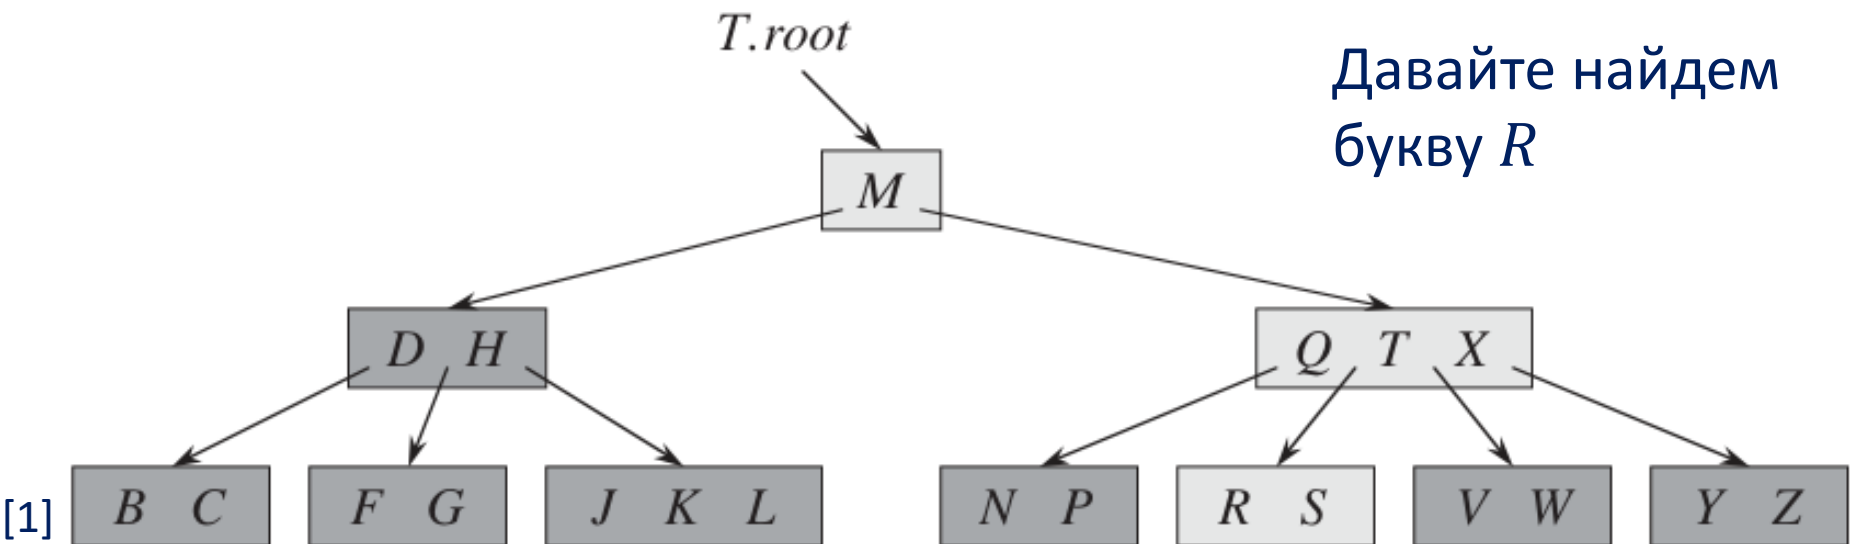 T.root
Давайте найдем
букву R
M
D H
Q T X
[1]
B C
F G
J K L
N P
R S
V W
Y Z